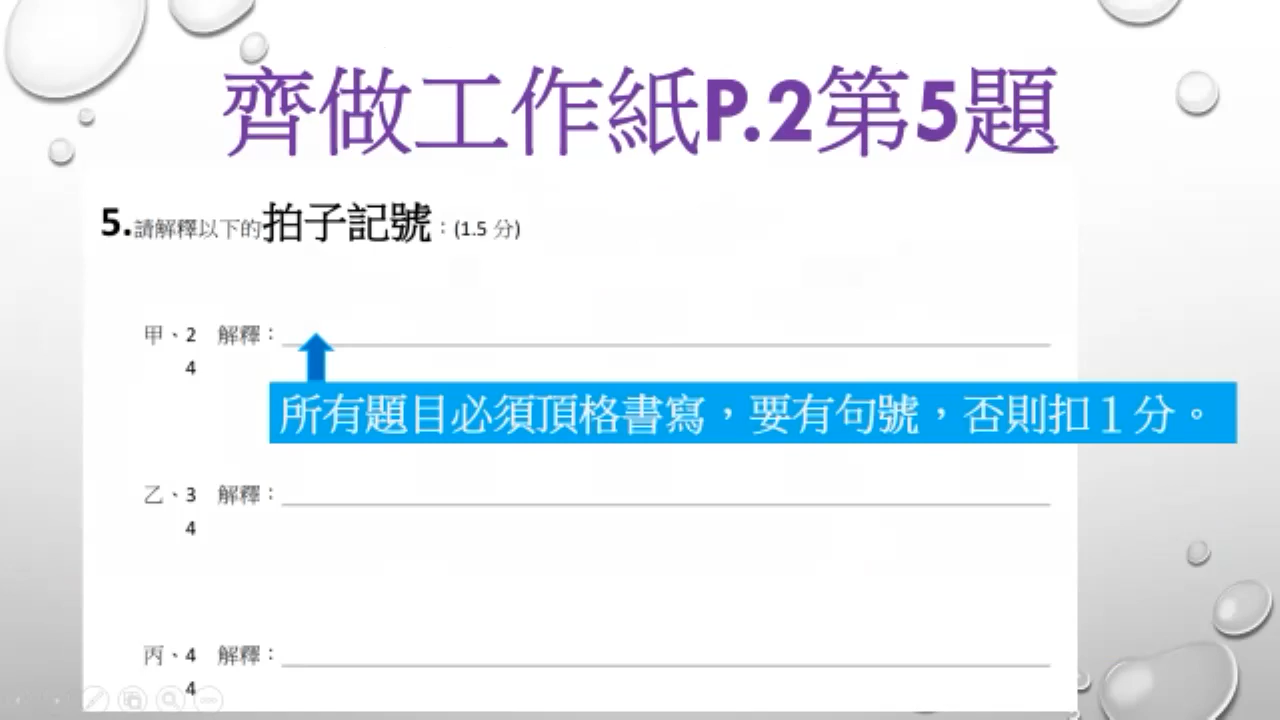 齊做工作紙P.2第5題
5.請解釋以下的拍子記號：(1.5 分)
甲、2 解釋：
4
所有題目必須頂格書寫，要有句號，否則扣１分。
乙、3 解釋：
4
丙、4 解釋：
4